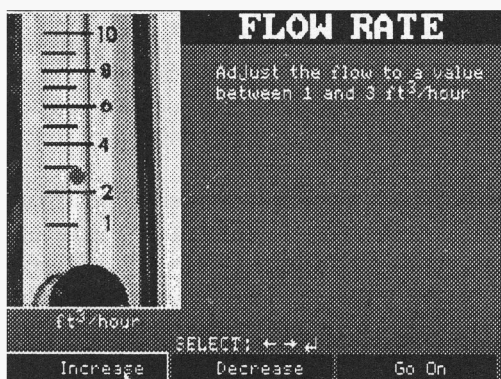 FLOW RATE
Adjust the flow to a value
between 1 and 3 ft³/hour
10
8
6
4
2
1
ft³/hour
SELECT: ← → ↵
Increase Decrease Go On